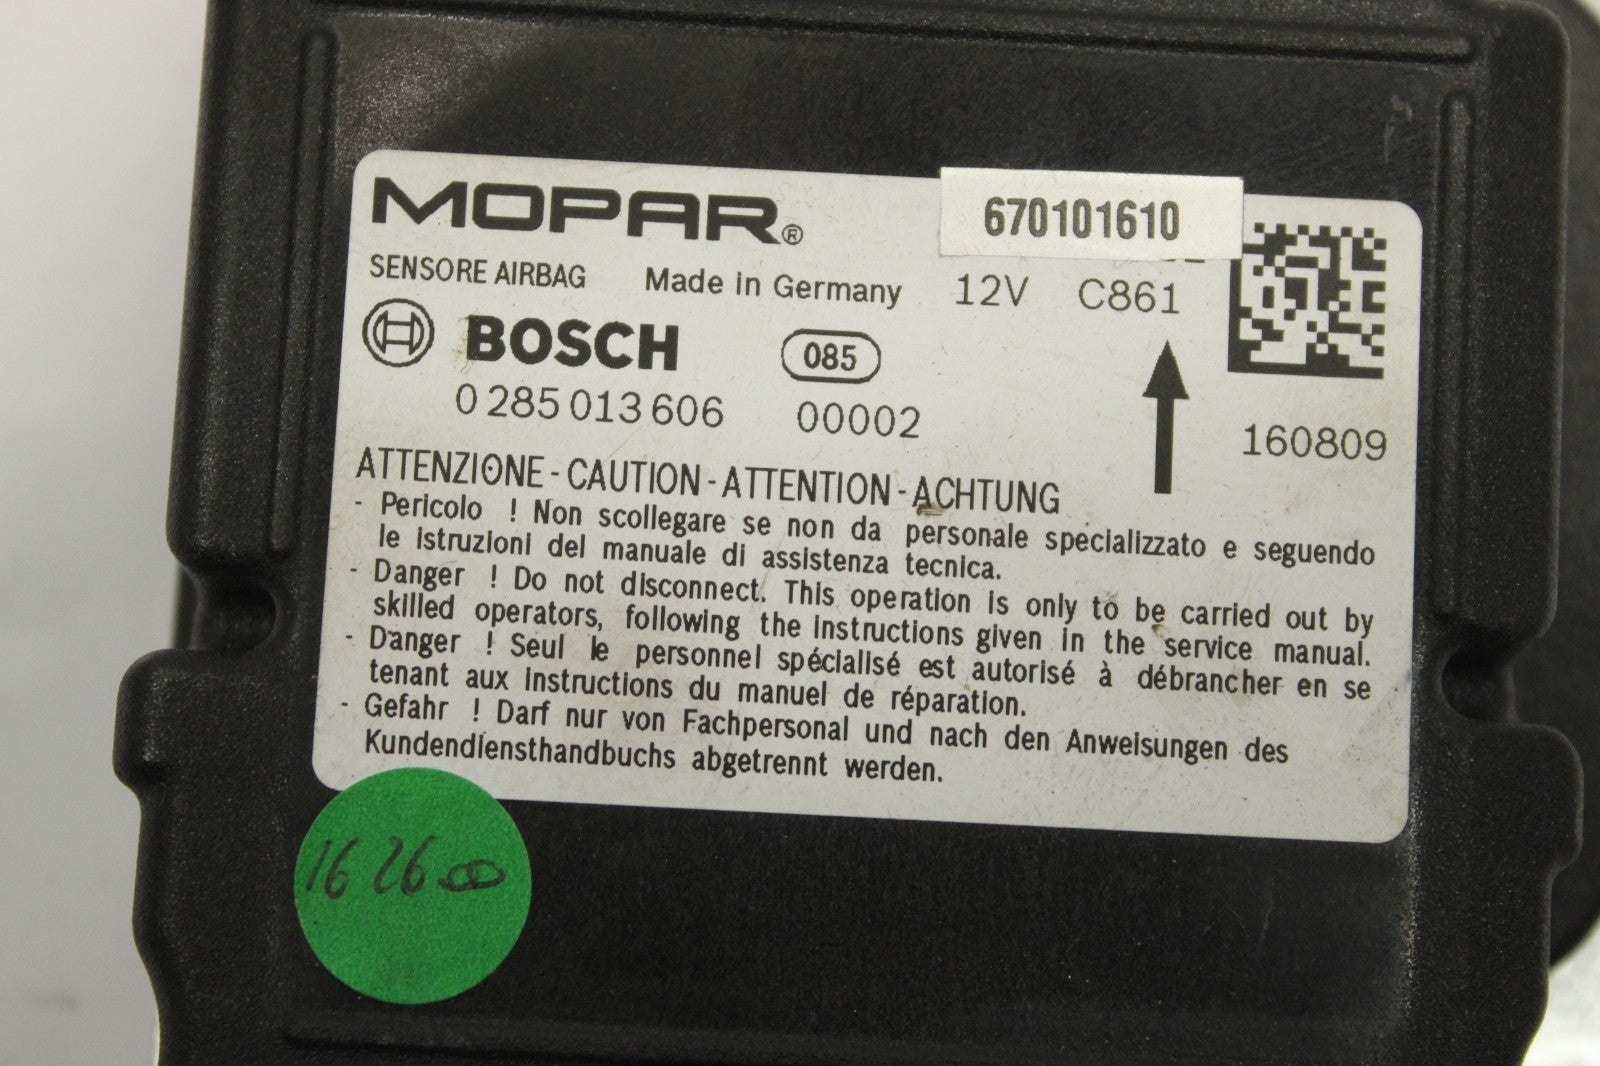 MOPAR®
670101610
SENSORE AIRBAG Made in Germany 12V C861
BOSCH 085
0 285 013 606 00002
160809
ATTENZIONE - CAUTION - ATTENTION - ACHTUNG
- Pericolo ! Non scollegare se non da personale specializzato e seguendo
le istruzioni del manuale di assistenza tecnica.
- Danger ! Do not disconnect. This operation is only to be carried out by
skilled operators, following the instructions given in the service manual.
- Danger ! Seul le personnel spécialisé est autorisé à débrancher en se
tenant aux instructions du manuel de réparation.
- Gefahr ! Darf nur von Fachpersonal und nach den Anweisungen des
Kundendiensthandbuchs abgetrennt werden.
16 2600